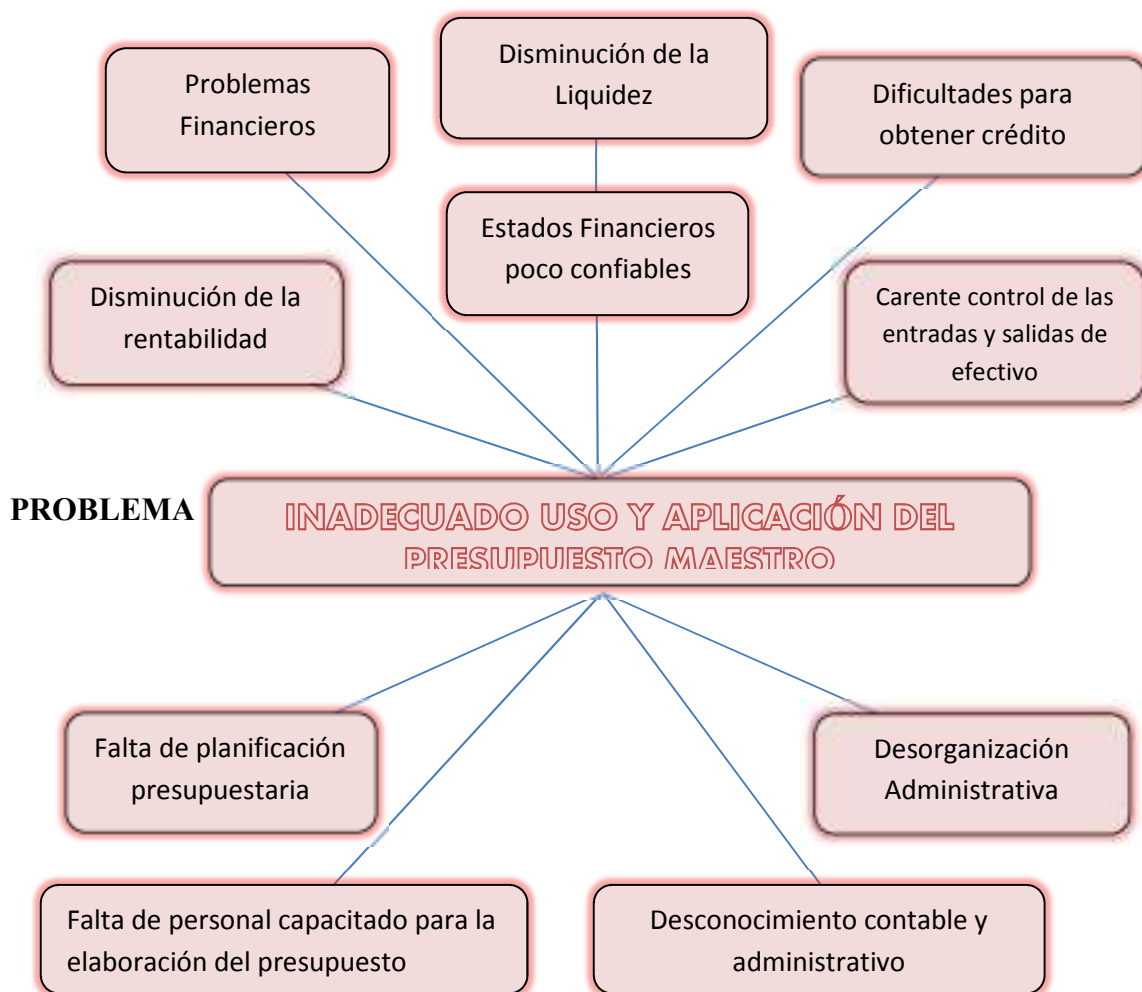 Disminución de la
Liquidez
Problemas
Financieros
Dificultades para
obtener crédito
Estados Financieros
poco confiables
Disminución de la
rentabilidad
Carente control de las
entradas y salidas de
efectivo
PROBLEMA
INADECUADO USO Y APLICACIÓN DEL
PRESUPUESTO MAESTRO
Falta de planificación
presupuestaria
Desorganización
Administrativa
Falta de personal capacitado para la
elaboración del presupuesto
Desconocimiento contable y
administrativo